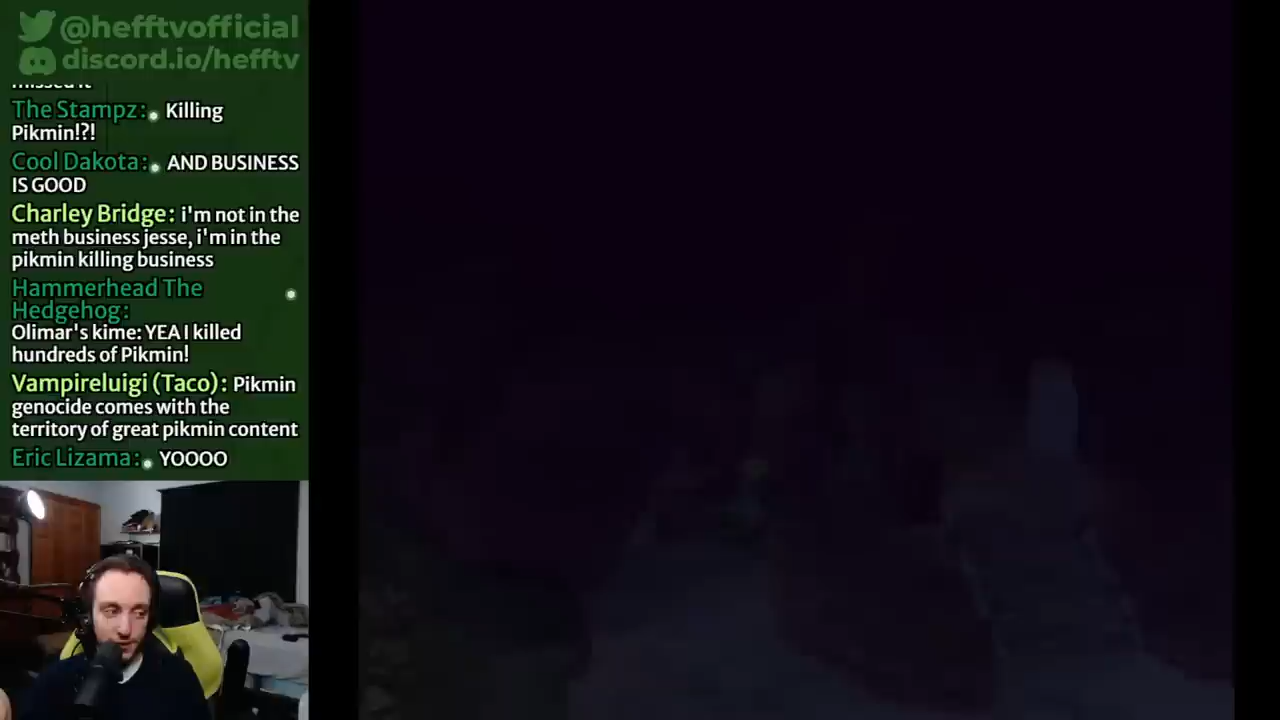 @hefftvofficial
discord.io/hefftv
missed it
The Stampz: Killing
Pikmin!?!
Cool Dakota: AND BUSINESS
IS GOOD
Charley Bridge: i'm not in the
meth business jesse, i'm in the
pikmin killing business
Hammerhead The
Hedgehog:
Olimar's kime: YEA I killed
hundreds of Pikmin!
Vampireluigi (Taco): Pikmin
genocide comes with the
territory of great pikmin content
Eric Lizama: YOOOO